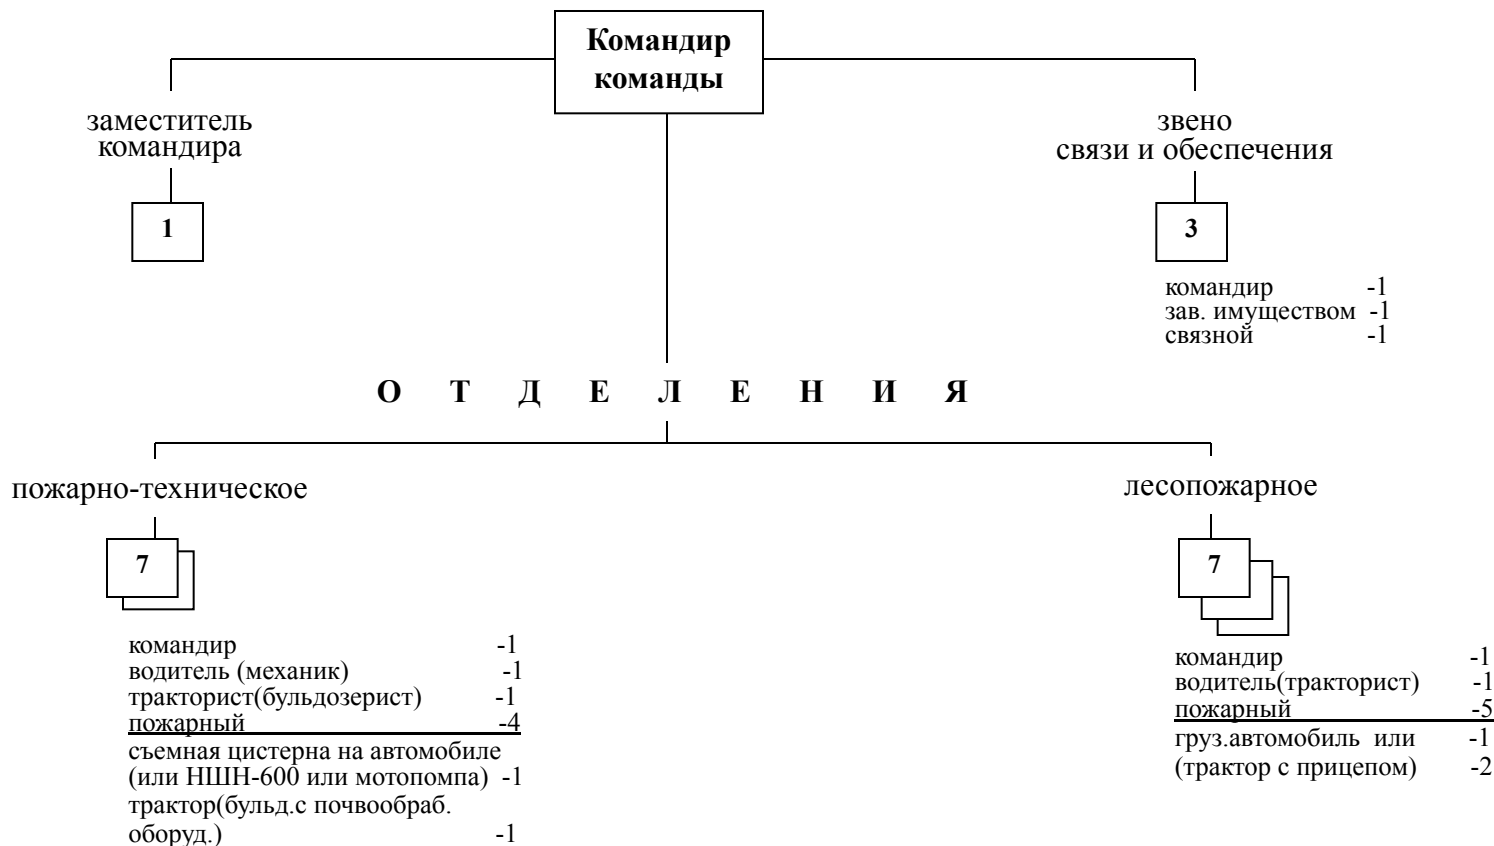 Командир
команды
заместитель
командира
1
звено
связи и обеспечения
3
командир -1
зав. имуществом -1
связной -1
О Т Д Е Л Е Н И Я
пожарно-техническое
7
командир -1
водитель (механик) -1
тракторист(бульдозерист) -1
пожарный -4
съемная цистерна на автомобиле
(или НШН-600 или мотопомпа) -1
трактор(бульд.с почвообраб.
оборуд.) -1
лесопожарное
7
командир -1
водитель(тракторист) -1
пожарный -5
груз.автомобиль или -1
(трактор с прицепом) -2